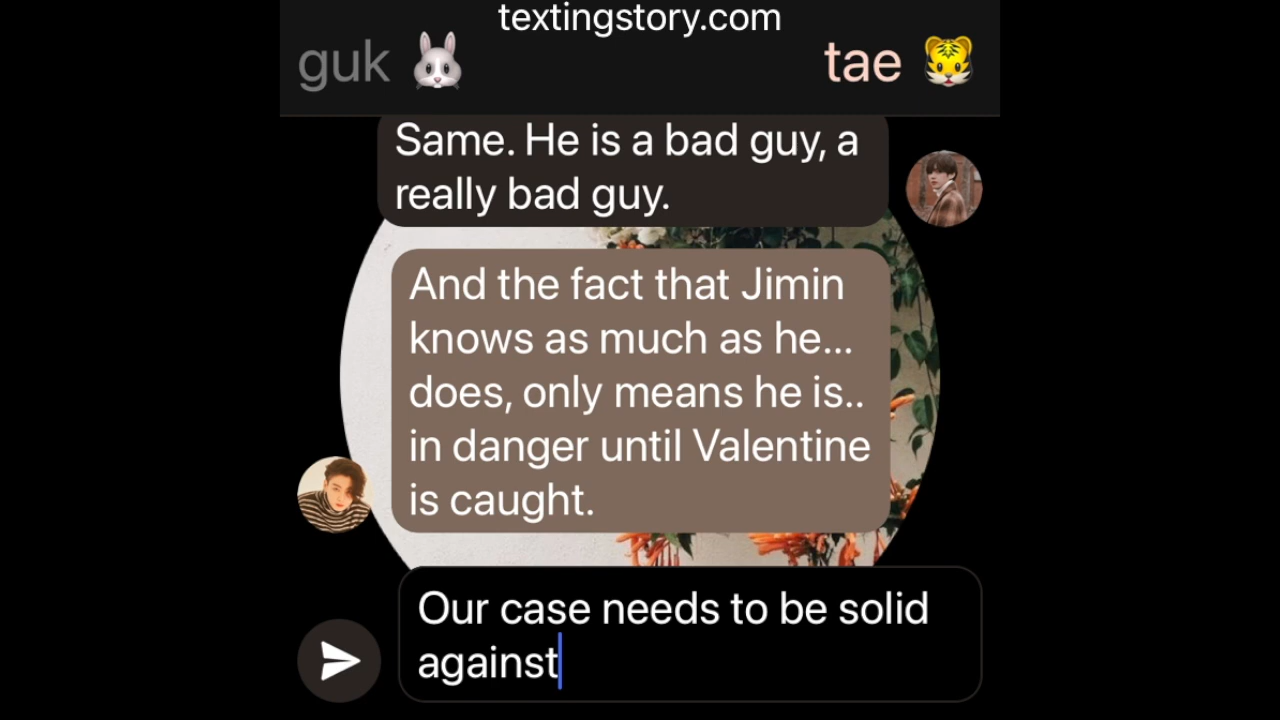 textingstory.com
guk 🐰
tae 🐯
Same. He is a bad guy, a
really bad guy.
And the fact that Jimin
knows as much as he...
does, only means he is..
in danger until Valentine
is caught.
Our case needs to be solid
against